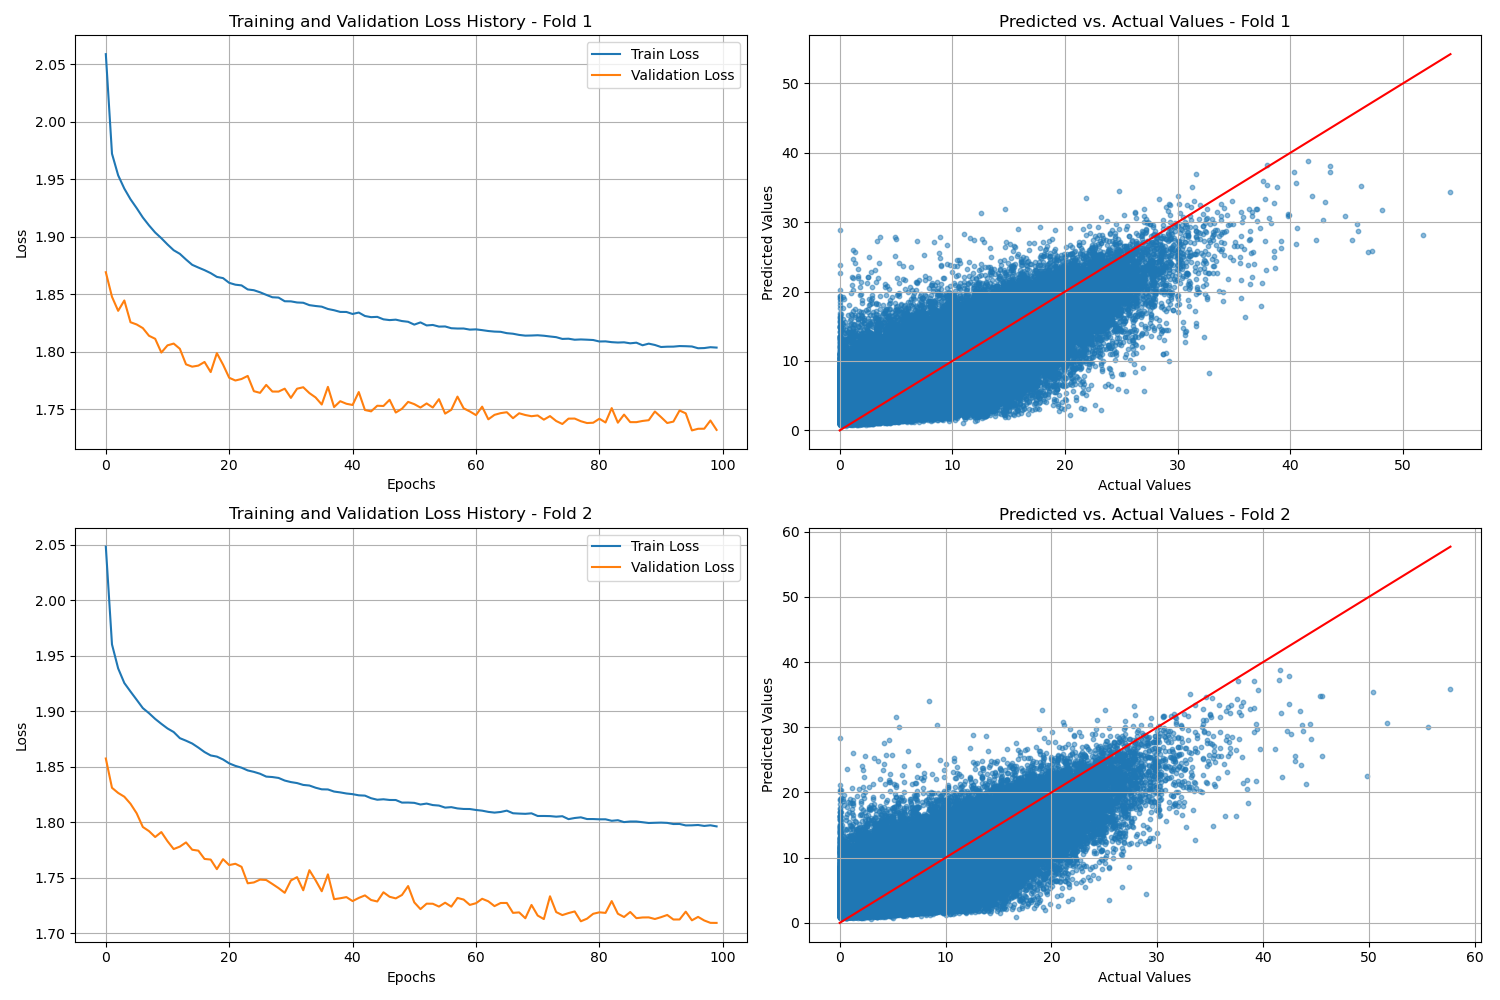 Training and Validation Loss History - Fold 1
Loss
2.05
2.00
1.95
1.90
1.85
1.80
1.75
Train Loss
Validation Loss
0 20 40 60 80 100
Epochs
Predicted vs. Actual Values - Fold 1
Predicted Values
50
40
30
20
10
0
0 10 20 30 40 50
Actual Values
Training and Validation Loss History - Fold 2
Loss
2.05
2.00
1.95
1.90
1.85
1.80
1.75
1.70
Train Loss
Validation Loss
0 20 40 60 80 100
Epochs
Predicted vs. Actual Values - Fold 2
Predicted Values
60
50
40
30
20
10
0
0 10 20 30 40 50 60
Actual Values